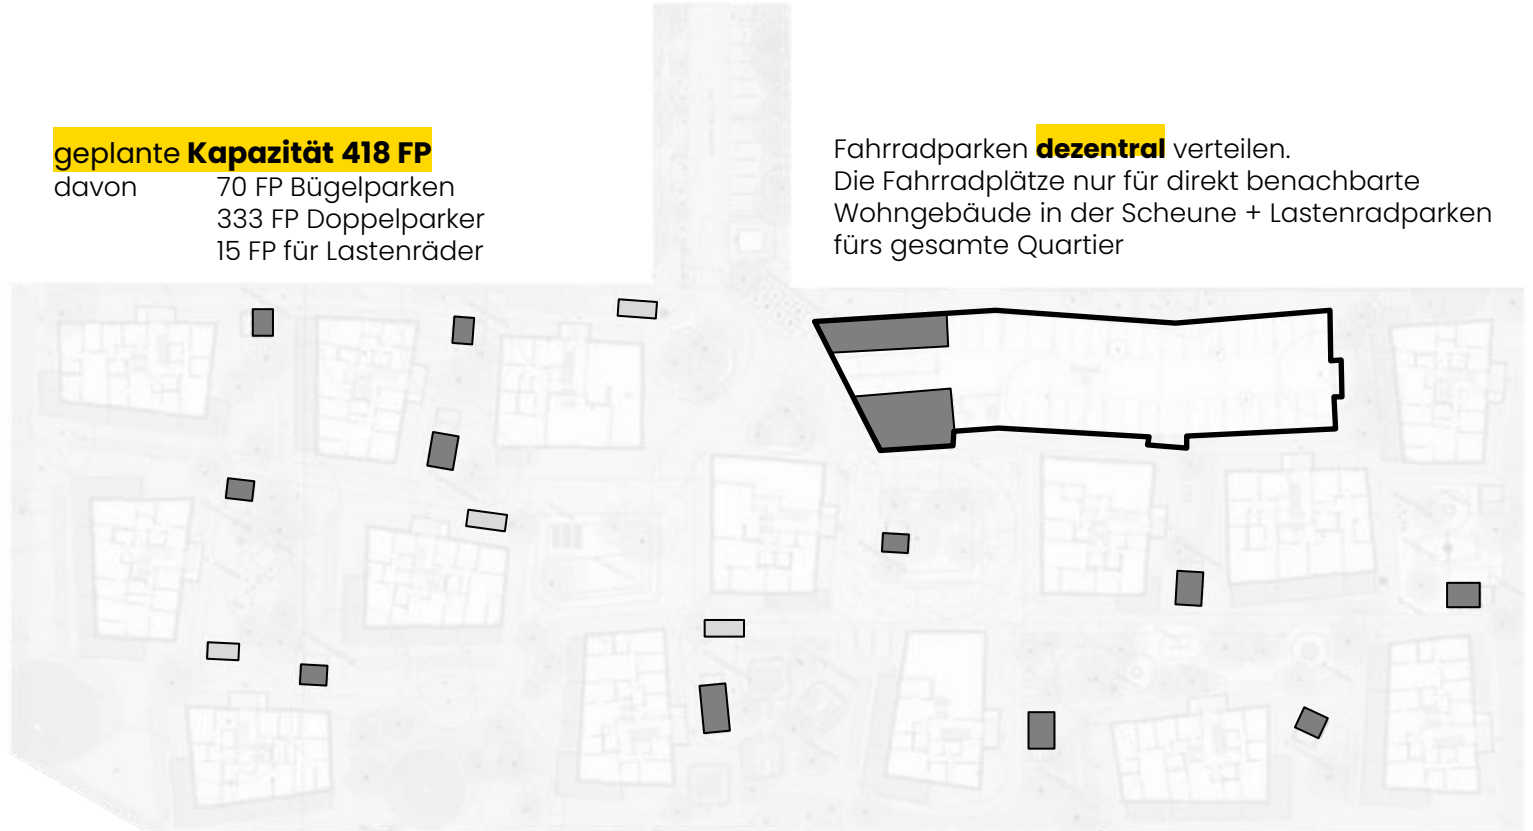 geplante Kapazität 418 FP
davon 70 FP Bügelparken
333 FP Doppelparker
15 FP für Lastenräder
Fahrradparken dezentral verteilen.
Die Fahrradplätze nur für direkt benachbarte
Wohngebäude in der Scheune + Lastenradparken
fürs gesamte Quartier